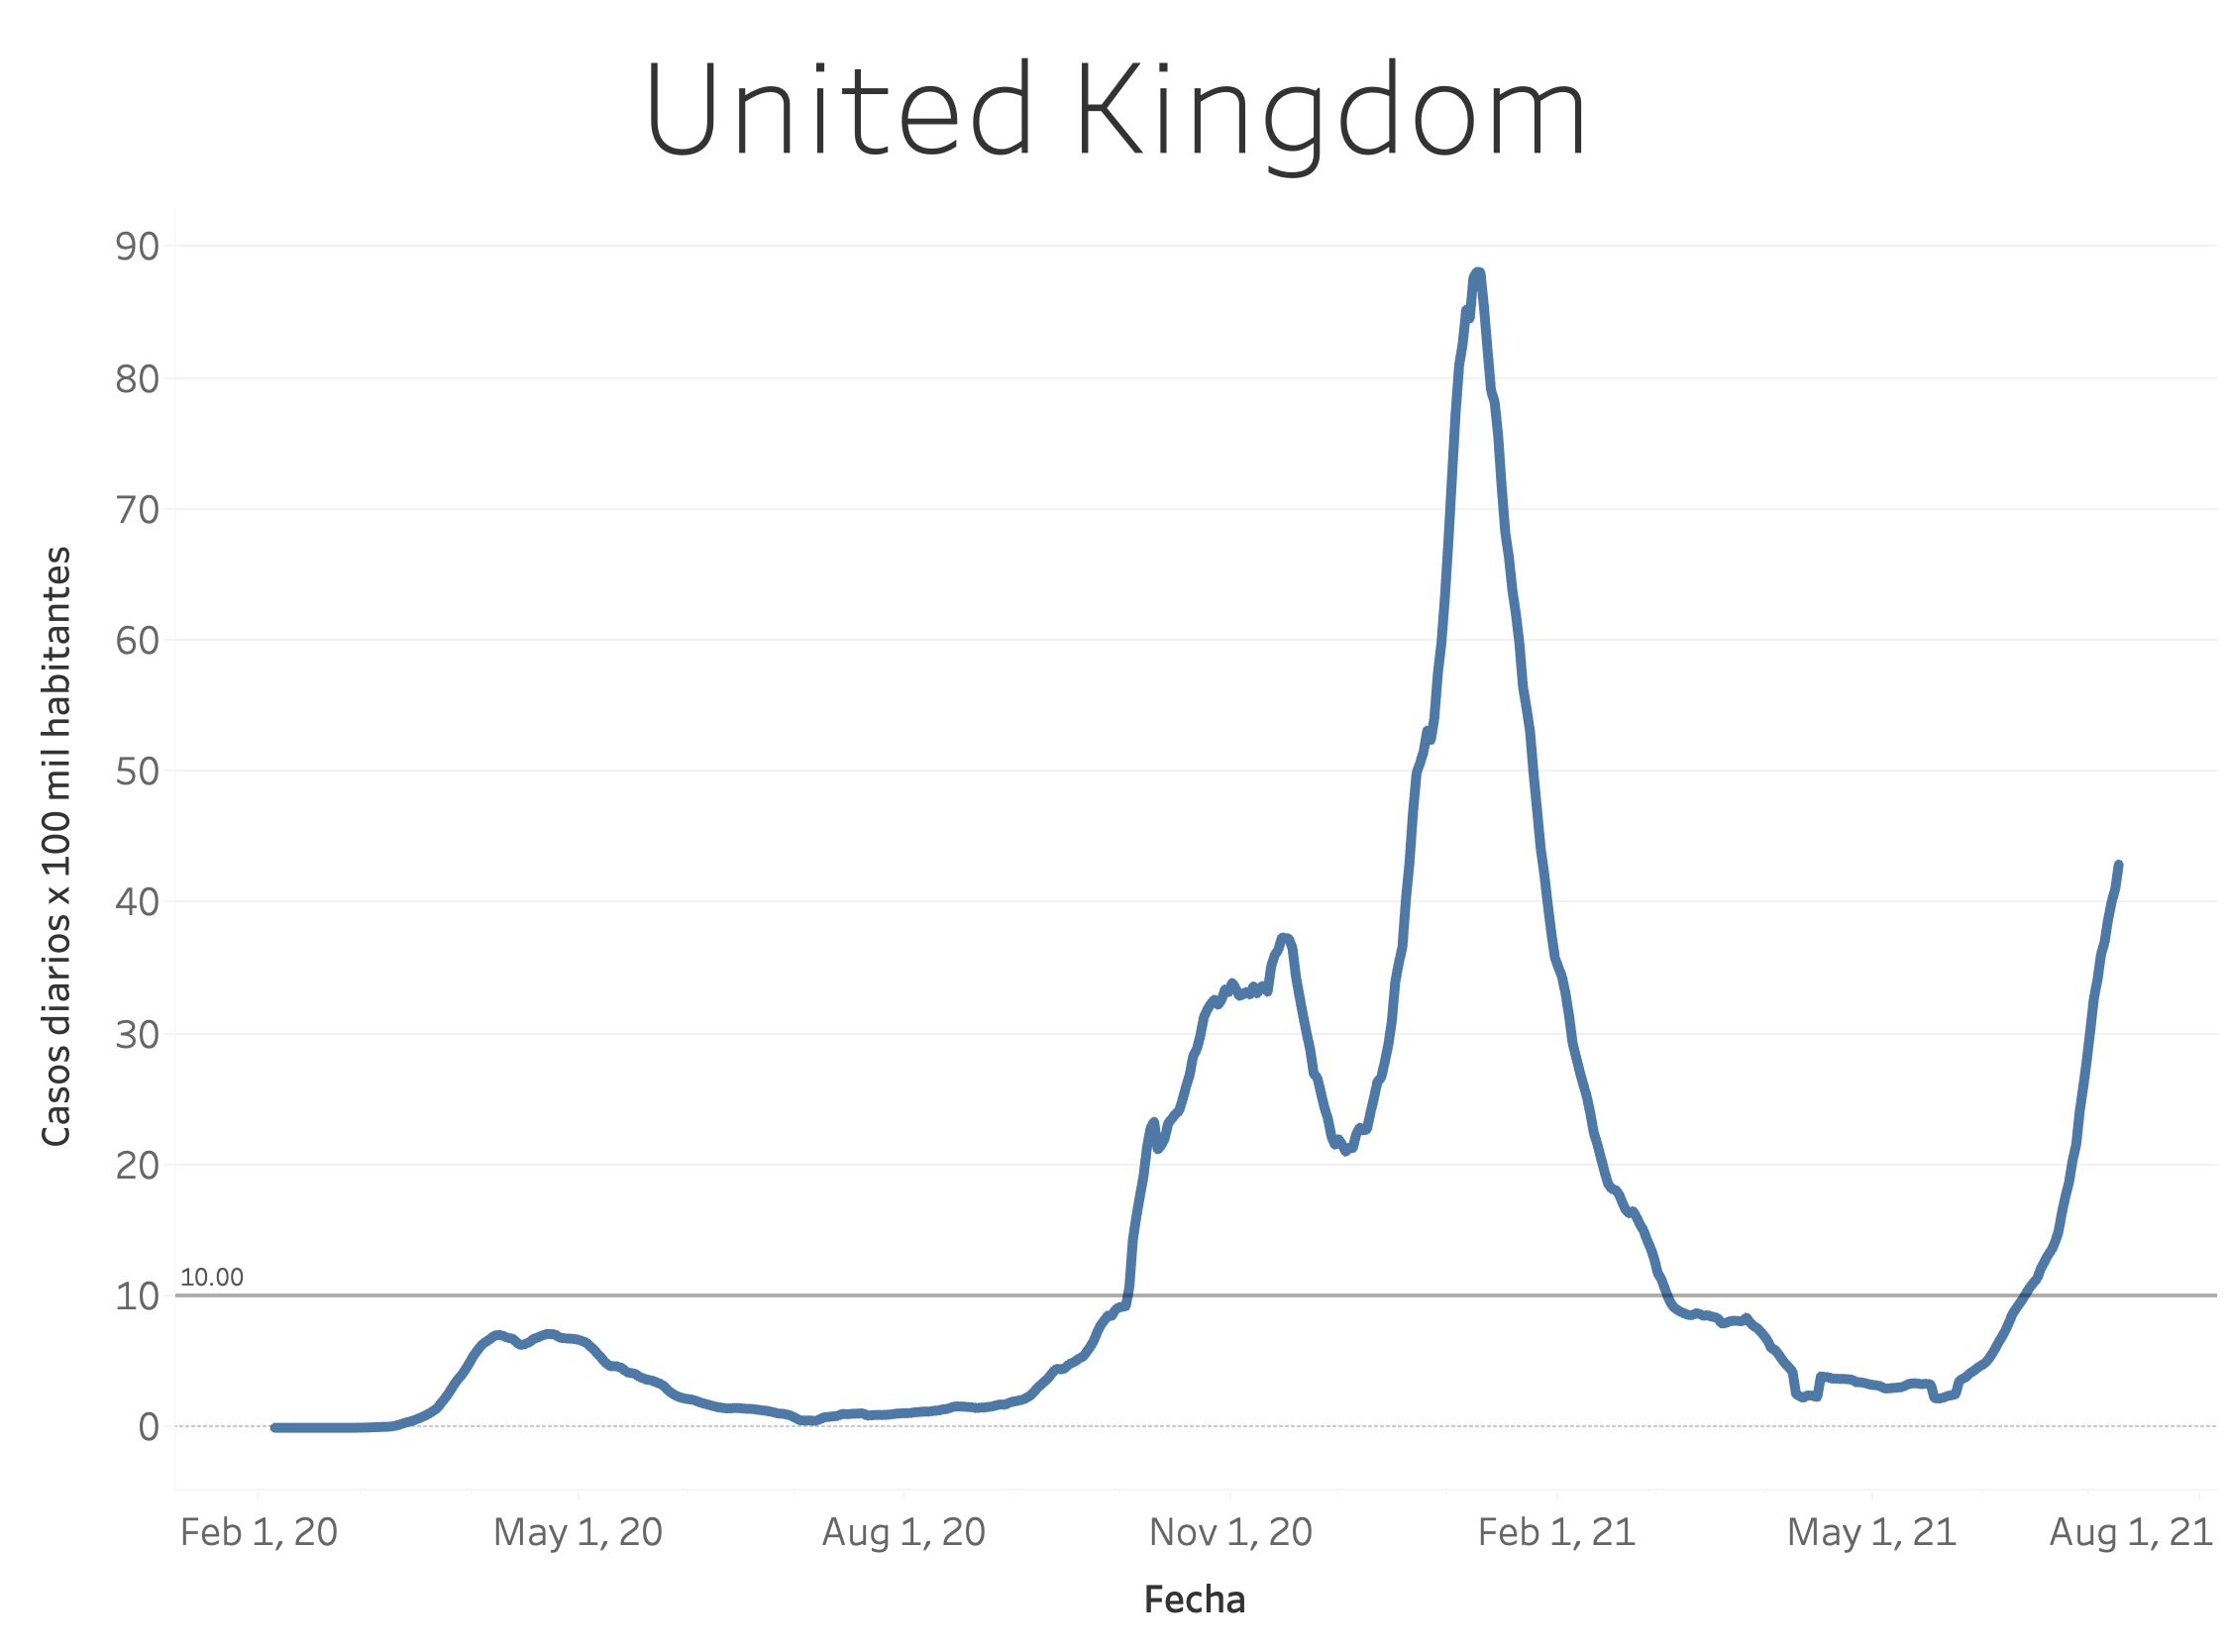 United Kingdom
Casos diarios x 100 mil habitantes
90
80
70
60
50
40
30
20
10.00
10
0
Feb 1, 20
May 1, 20
Aug 1, 20
Nov 1, 20
Feb 1, 21
May 1, 21
Aug 1, 21
Fecha